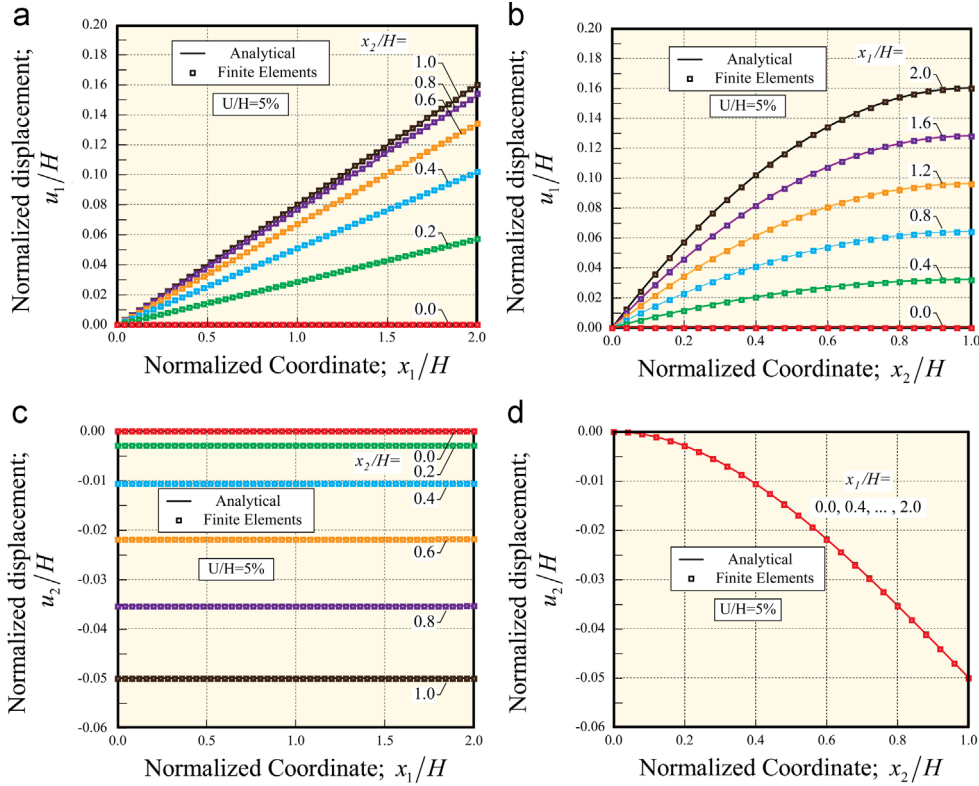 a
0.20
0.18
0.16
0.14
0.12
0.10
0.08
0.06
0.04
0.02
0.00
Normalized displacement;
u1/H
Analytical
Finite Elements
U/H=5%
x2/H=
1.0
0.8
0.6
0.4
0.2
0.0
0.0
0.5
1.0
1.5
2.0
Normalized Coordinate; x1/H
b
0.20
0.18
0.16
0.14
0.12
0.10
0.08
0.06
0.04
0.02
0.00
Normalized displacement;
u1/H
Analytical
Finite Elements
U/H=5%
x1/H=
2.0
1.6
1.2
0.8
0.4
0.0
0.0
0.2
0.4
0.6
0.8
1.0
Normalized Coordinate; x2/H
c
0.00
-0.01
-0.02
-0.03
-0.04
-0.05
-0.06
Normalized displacement;
u2/H
x2/H=
0.0
0.2
0.4
Analytical
Finite Elements
U/H=5%
0.6
0.8
1.0
0.0
0.5
1.0
1.5
2.0
Normalized Coordinate; x1/H
d
0.00
-0.01
-0.02
-0.03
-0.04
-0.05
-0.06
Normalized displacement;
u2/H
x1/H=
0.0, 0.4, ... , 2.0
Analytical
Finite Elements
U/H=5%
0.0
0.2
0.4
0.6
0.8
1.0
Normalized Coordinate; x2/H